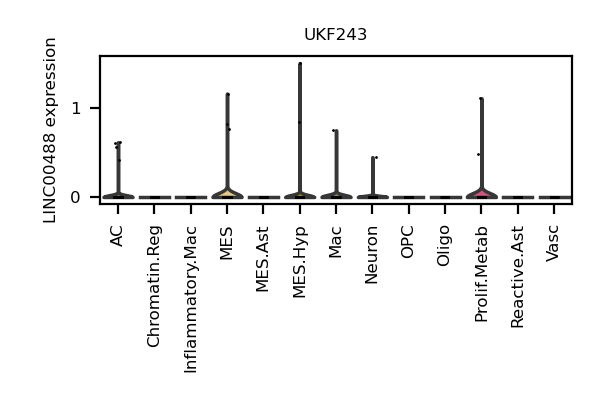 UKF243
LINC00488 expression
1
0
AC
Chromatin.Reg
Inflammatory.Mac
MES
MES.Ast
MES.Hyp
Mac
Neuron
OPC
Oligo
Prolif.Metab
Reactive.Ast
Vasc